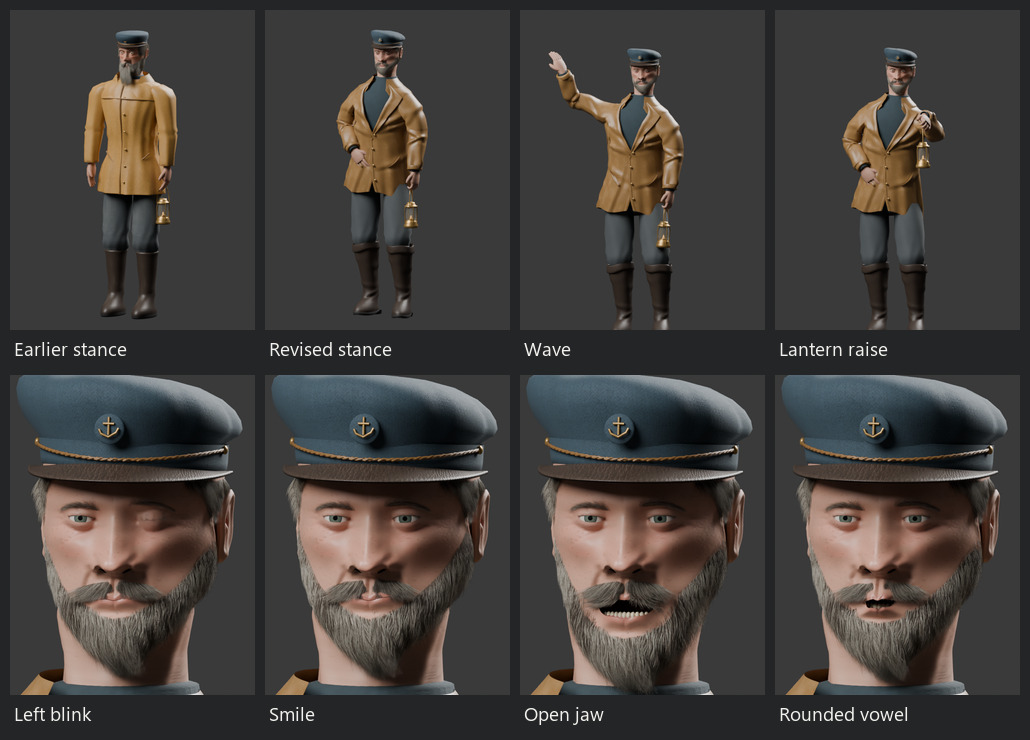 Earlier stance
Revised stance
Wave
Lantern raise
Left blink
Smile
Open jaw
Rounded vowel